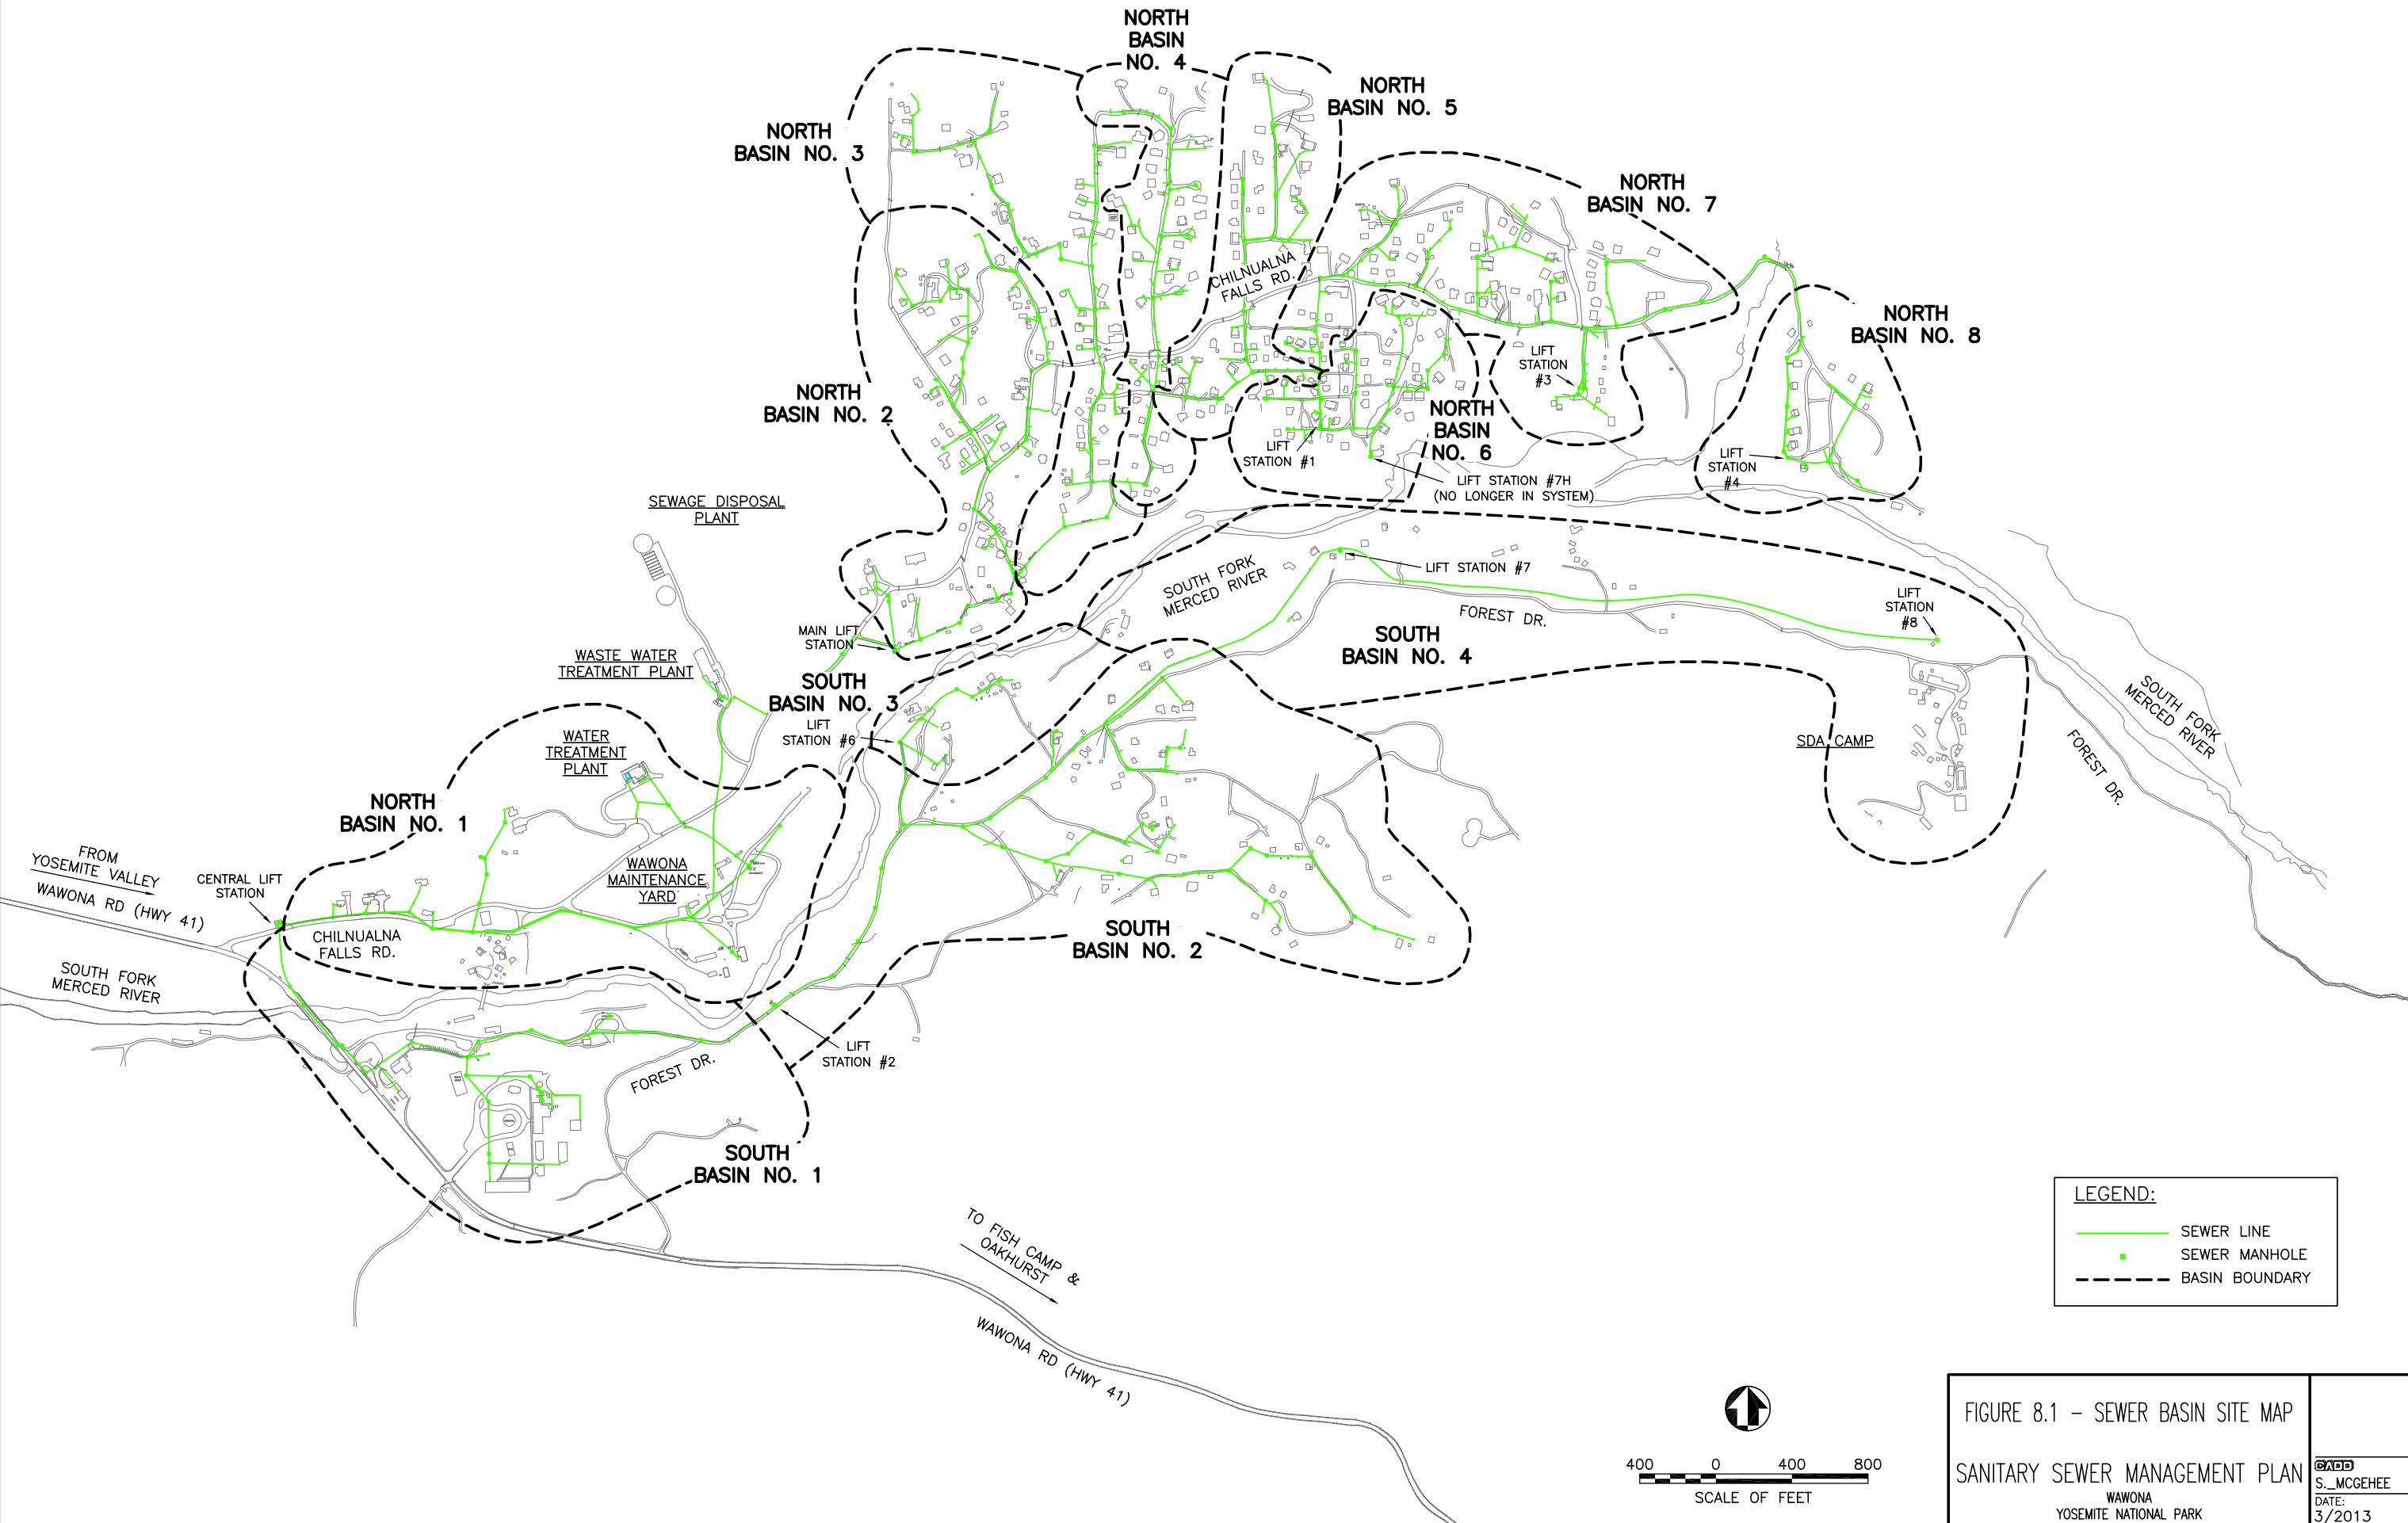 NORTH
BASIN
NO. 4
NORTH
BASIN NO. 5
NORTH
BASIN NO. 3
NORTH
BASIN NO. 7
CHILNUALNA
FALLS RD.
NORTH
BASIN NO. 8
LIFT
STATION
#3
NORTH
BASIN NO. 2
NORTH
BASIN
NO. 6
LIFT
STATION #1
LIFT
STATION
#4
LIFT STATION #7H
(NO LONGER IN SYSTEM)
SEWAGE DISPOSAL
PLANT
SOUTH FORK
MERCED RIVER
LIFT STATION #7
LIFT
STATION
#8
FOREST DR.
MAIN LIFT
STATION
SOUTH
BASIN NO. 4
WASTE WATER
TREATMENT PLANT
SOUTH
BASIN NO. 3
LIFT
STATION #6
SOUTH FORK
MERCED RIVER
WATER
TREATMENT
PLANT
SDA CAMP
FOREST DR.
NORTH
BASIN NO. 1
FROM
YOSEMITE VALLEY
WAWONA RD (HWY 41)
CENTRAL LIFT
STATION
WAWONA
MAINTENANCE
YARD
CHILNUALNA
FALLS RD.
SOUTH
BASIN NO. 2
SOUTH FORK
MERCED RIVER
LIFT
STATION #2
FOREST DR.
SOUTH
BASIN NO. 1
TO FISH CAMP &
OAKHURST
WAWONA RD (HWY 41)
LEGEND:
SEWER LINE
SEWER MANHOLE
BASIN BOUNDARY
400 0 400 800
SCALE OF FEET
FIGURE 8.1 - SEWER BASIN SITE MAP
SANITARY SEWER MANAGEMENT PLAN
WAWONA
YOSEMITE NATIONAL PARK
CADD
S._MCGEHEE
DATE:
3/2013